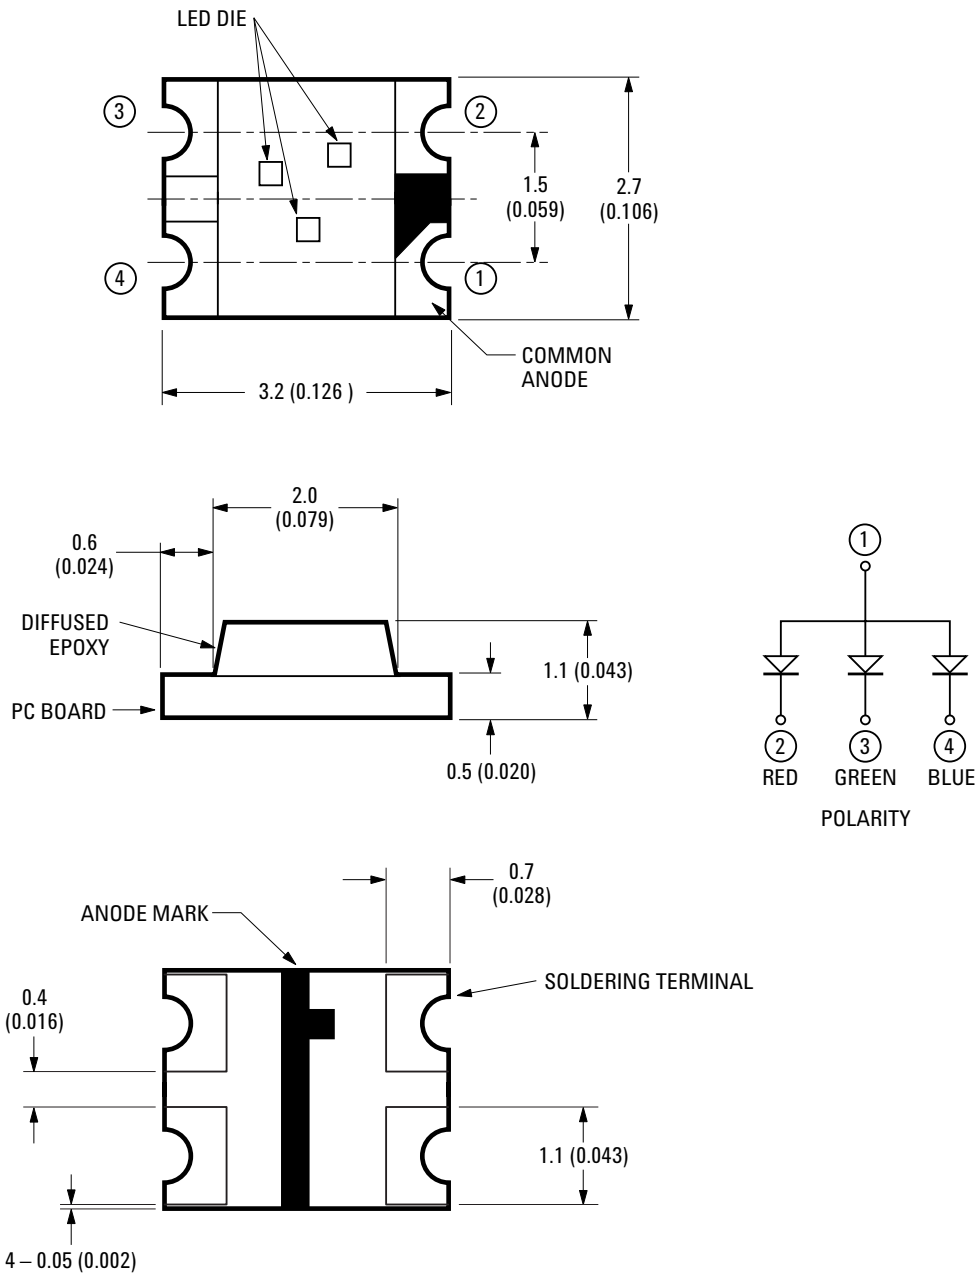 LED DIE
3
2
1.5
(0.059)
2.7
(0.106)
4
1
COMMON
ANODE
3.2 (0.126 )
2.0
(0.079)
0.6
(0.024)
DIFFUSED
EPOXY
1.1 (0.043)
PC BOARD
0.5 (0.020)
1
2
3
4
RED
GREEN
BLUE
POLARITY
0.7
(0.028)
ANODE MARK
SOLDERING TERMINAL
0.4
(0.016)
1.1 (0.043)
4 – 0.05 (0.002)